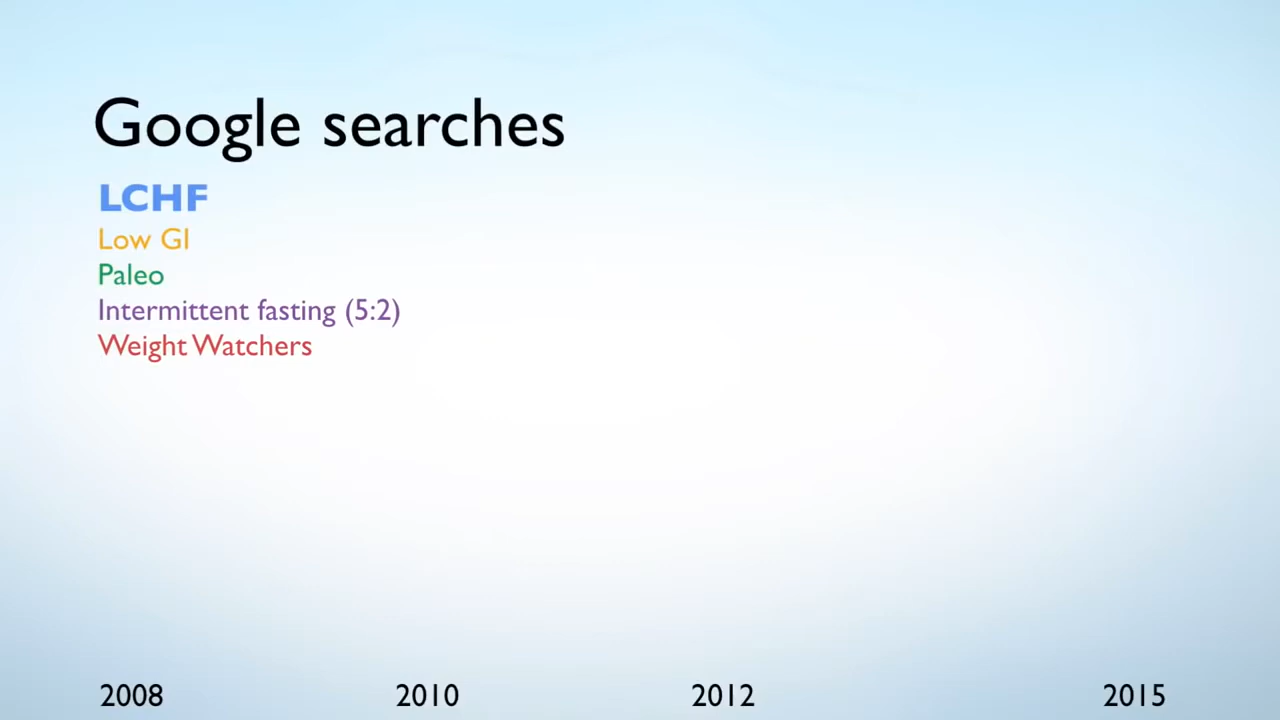 Google searches
LCHF
Low GI
Paleo
Intermittent fasting (5:2)
Weight Watchers
2008 2010 2012 2015